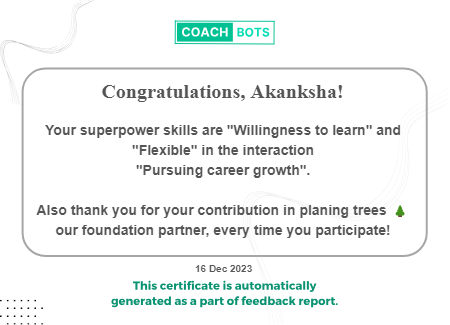 COACH BOTS
Congratulations, Akanksha!
Your superpower skills are "Willingness to learn" and
"Flexible" in the interaction
"Pursuing career growth".
Also thank you for your contribution in planing trees 🌲
our foundation partner, every time you participate!
16 Dec 2023
This certificate is automatically
generated as a part of feedback report.